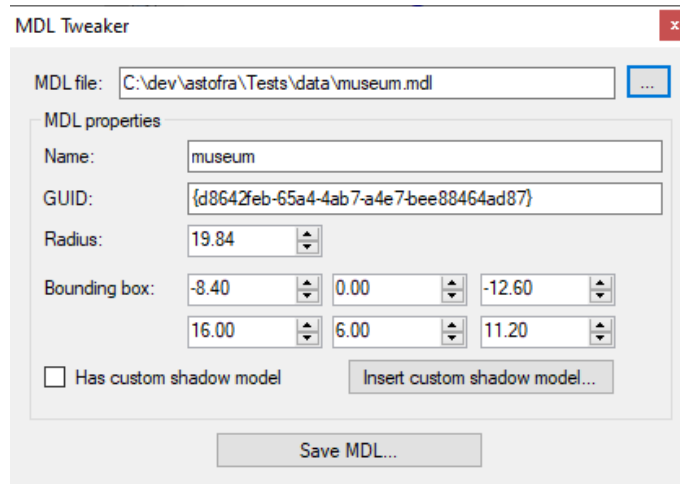 MDL Tweaker x
MDL file: C:\dev\astofra\Tests\data\museum.mdl ...
MDL properties
Name: museum
GUID: {d8642feb-65a4-4ab7-a4e7-bee88464ad87}
Radius: 19.84
Bounding box: -8.40 0.00 -12.60
16.00 6.00 11.20
Has custom shadow model Insert custom shadow model...
Save MDL...